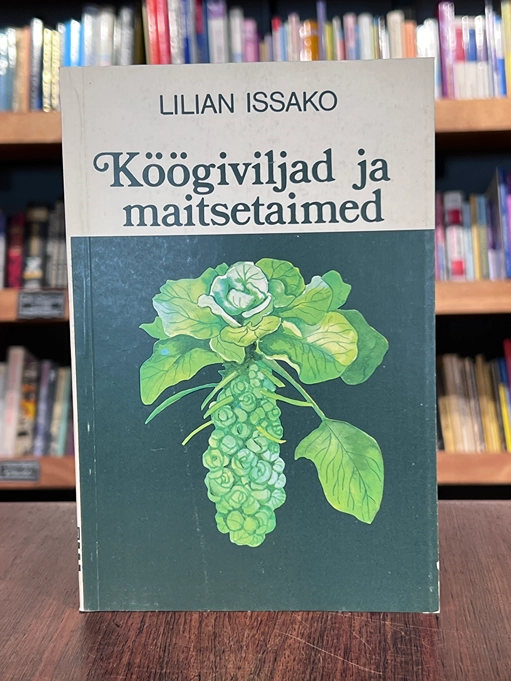 LILIAN ISSAKO
Köögiviljad ja
maitsetaimed